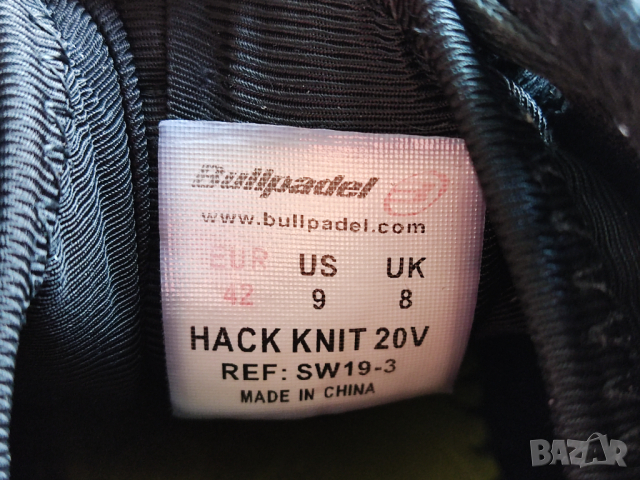 Bullpadel
www.bullpadel.com
EUR US UK
42 9 8
HACK KNIT 20V
REF: SW19-3
MADE IN CHINA
BAZAR